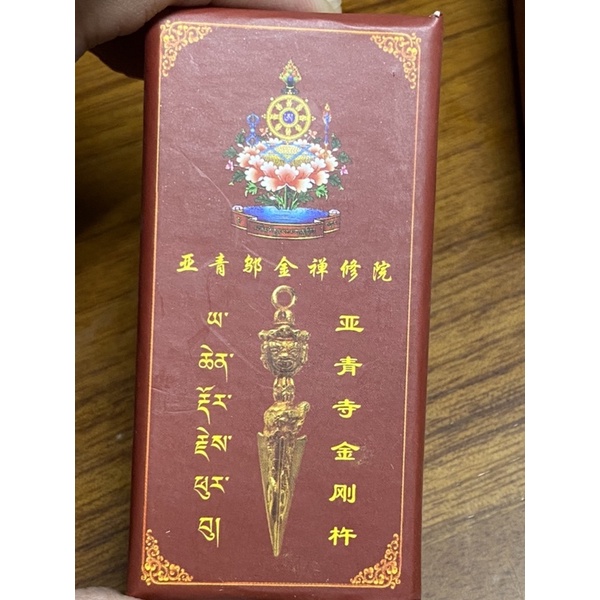 亚青邬金禅修院
ཡ་
ཆེན་
རྡོར་
རྗེས་
ཕུར་
བུ།
亚青寺金刚杵